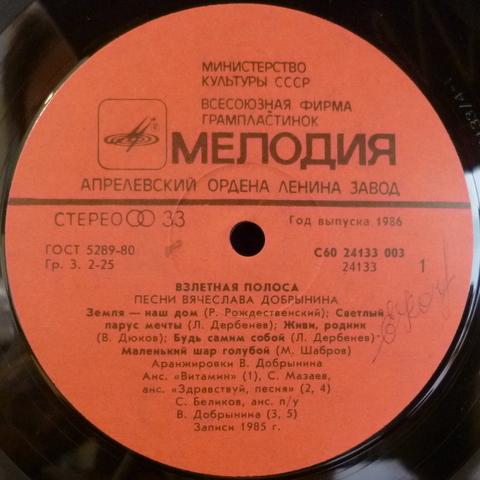 МИНИСТЕРСТВО
КУЛЬТУРЫ СССР
ВСЕСОЮЗНАЯ ФИРМА
ГРАМПЛАСТИНОК
МЕЛОДИЯ
АПРЕЛЕВСКИЙ ОРДЕНА ЛЕНИНА ЗАВОД
СТЕРЕО 33
Год выпуска 1986
ГОСТ 5289-80
С60 24133 003
Гр. 3. 2-25
24133
1
ВЗЛЕТНАЯ ПОЛОСА
ПЕСНИ ВЯЧЕСЛАВА ДОБРЫНИНА
Земля — наш дом (Р. Рождественский); Светлый
парус мечты (Л. Дербенев); Живи, родник
(В. Дюков); Будь самим собой (Л. Дербенев)
Маленький шар голубой (М. Шабров)
Аранжировки В. Добрынина
Анс. «Витамин» (1), С. Мазаев,
анс. «Здравствуй, песня» (2, 4)
С. Беликов, анс. п/у
В. Добрынина (3, 5)
Записи 1985 г.